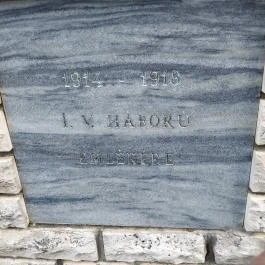 1914 - 1918
I. V. HÁBORÚ
EMLÉKÉRE